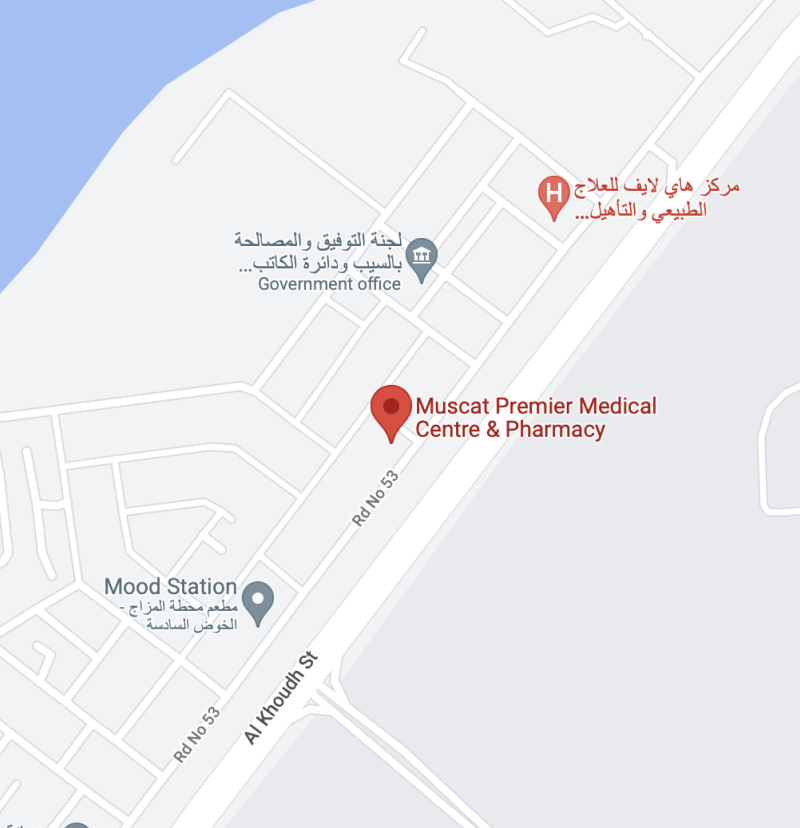 مركز هاي لايف للعلاج
الطبيعي والتأهيل...
لجنة التوفيق والمصالحة
بالسيب ودائرة الكاتب...
Government office
Muscat Premier Medical
Centre & Pharmacy
Rd No 53
Mood Station
مطعم محطة المزاج -
الخوض السادسة
Al Khoudh St
Rd No 53